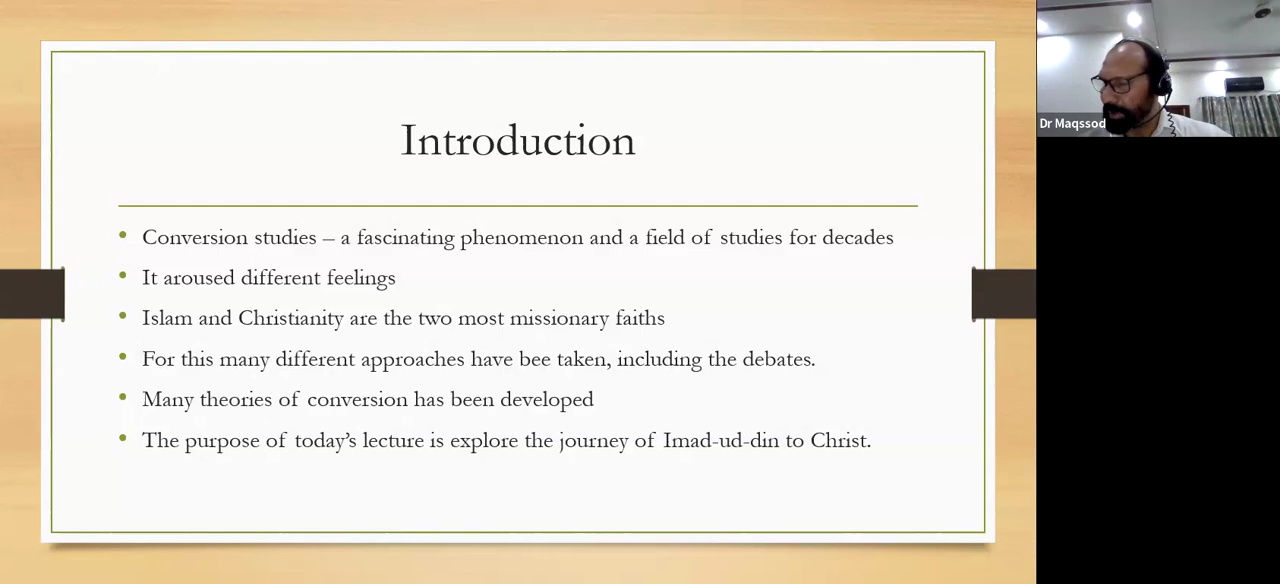 Introduction
• Conversion studies – a fascinating phenomenon and a field of studies for decades
• It aroused different feelings
• Islam and Christianity are the two most missionary faiths
• For this many different approaches have bee taken, including the debates.
• Many theories of conversion has been developed
• The purpose of today’s lecture is explore the journey of Imad-ud-din to Christ.
Dr Maqssod